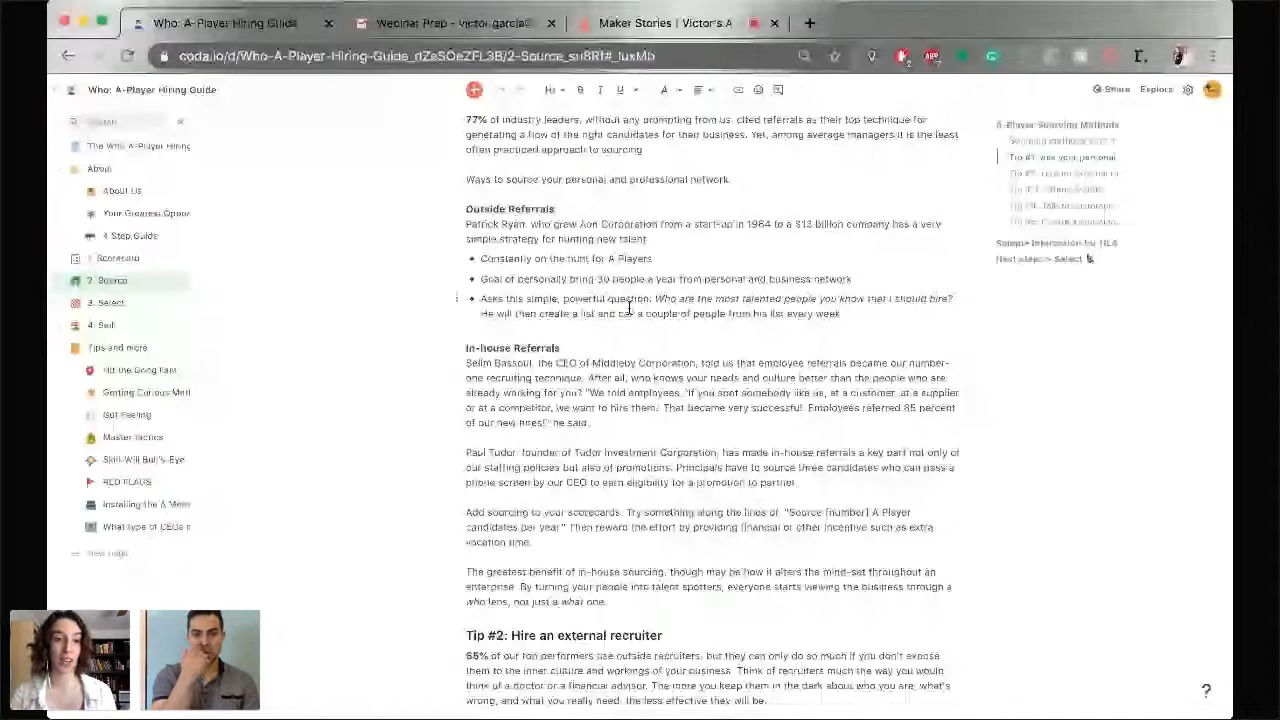 Who: A-Player Hiring Guide
Webinar Prep - victor.garcia
Maker Stories | Victor's A
coda.io/d/Who-A-Player-Hiring-Guide_dZeSOeZFL3B/2-Source_su8Rf#_luxMb
Who: A-Player Hiring Guide
Share
Explore
Search
The Who A-Player Hiring
About
About Us
Your Greatest Oppor
4 Step Guide
1. Scorecard
2. Source
3. Select
4. Sell
Tips and more
Hit the Going Fast
Getting Curious
Gut Feeling
Master Tactics
Skill-Will Bull's-Eye
RED FLAGS
Installing the A
What type of CEOs
New page
77% of industry leaders, without any prompting from us, cited referrals as their top technique for
generating a flow of the right candidates for their business. Yet, among average managers it is the least
often practiced approach to sourcing
Ways to source your personal and professional network.
Outside Referrals
Patrick Ryan, who grew Aon Corporation from a start-up in 1964 to a $13 billion company has a very
simple strategy for hunting new talent
Constantly on the hunt for A Players
Goal of personally bring 30 people a year from personal and business network
Asks this simple, powerful question: Who are the most talented people you know that I should hire?
He will then create a list and call a couple of people from his list every week
In-house Referrals
Selim Bassoul, the CEO of Middleby Corporation, told us that employee referrals became our number-
one recruiting technique. After all, who knows your needs and culture better than the people who are
already working for you? "We told employees, 'If you spot somebody like us, at a customer, at a supplier
or at a competitor, we want to hire them.' That became very successful. Employees referred 85 percent
of our new hires!" he said.
Paul Tudor, founder of Tudor Investment Corporation, has made in-house referrals a key part not only of
our staffing policies but also of promotions. Principals have to source three candidates who can pass a
phone screen by our CEO to earn eligibility for a promotion to partner.
Add sourcing to your scorecards. Try something along the lines of, "Source [number] A Player
candidates per year." Then reward the effort by providing financial or other incentive such as extra
vacation time.
The greatest benefit of in-house sourcing, though may be how it alters the mind-set throughout an
enterprise. By turning your people into talent spotters, everyone starts viewing the business through a
who lens, not just a what one.
Tip #2: Hire an external recruiter
65% of our top performers use outside recruiters, but they can only do so much if you don't expose
them to the inner culture and workings of your business. Think of recruiters much the way you would
think of a doctor or a financial advisor. The more you keep them in the dark about who you are, what's
wrong, and what you really need, the less effective they will be.
A-Player Sourcing Methods
Tip #1
your personal
Next steps > Select
?